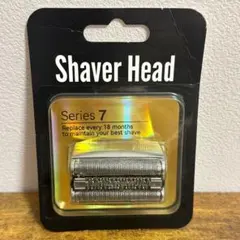 Shaver Head
Series 7
Replace every 18 months
to maintain your best shave